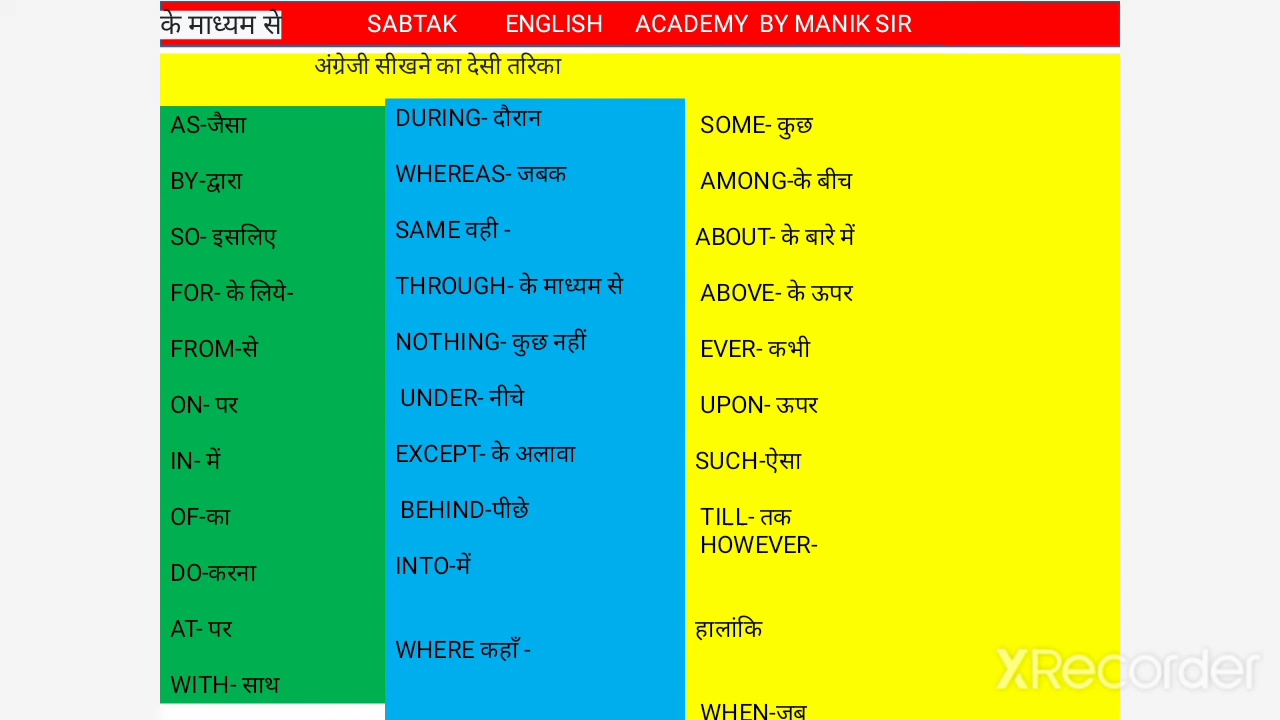 के माध्यम से SABTAK ENGLISH ACADEMY BY MANIK SIR
अंग्रेजी सीखने का देसी तरिका
AS-जैसा
BY-द्वारा
SO- इसलिए
FOR- के लिये-
FROM-से
ON- पर
IN- में
OF-का
DO-करना
AT- पर
WITH- साथ
DURING- दौरान
WHEREAS- जबक
SAME वही -
THROUGH- के माध्यम से
NOTHING- कुछ नहीं
UNDER- नीचे
EXCEPT- के अलावा
BEHIND-पीछे
INTO-में
WHERE कहाँ -
SOME- कुछ
AMONG-के बीच
ABOUT- के बारे में
ABOVE- के ऊपर
EVER- कभी
UPON- ऊपर
SUCH-ऐसा
TILL- तक
HOWEVER-
हालांकि
WHEN-जब
XRecorder